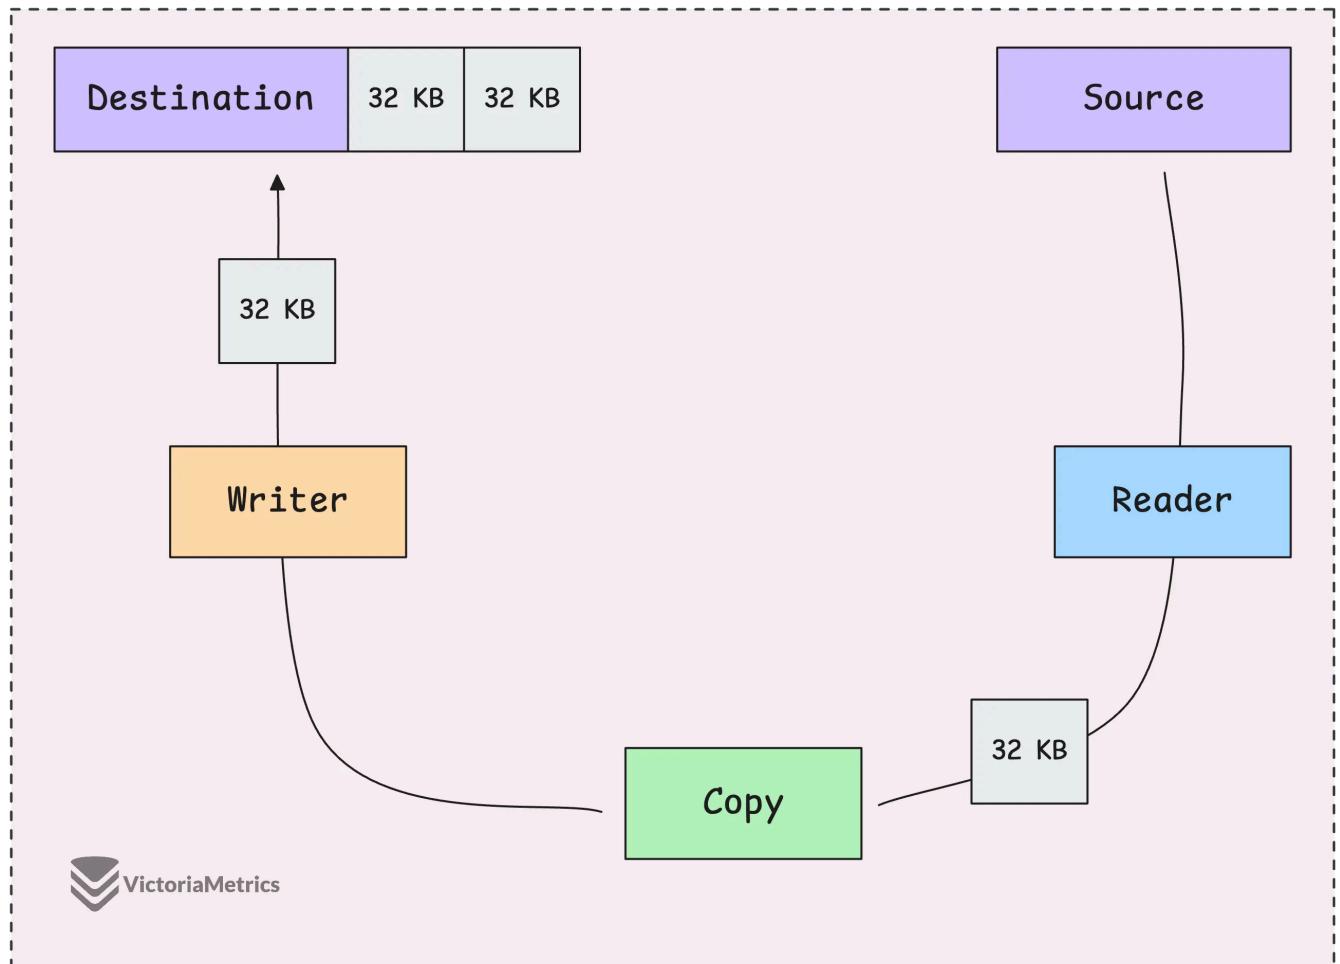 Destination
32 KB
32 KB
Source
32 KB
Writer
Reader
32 KB
Copy
VictoriaMetrics